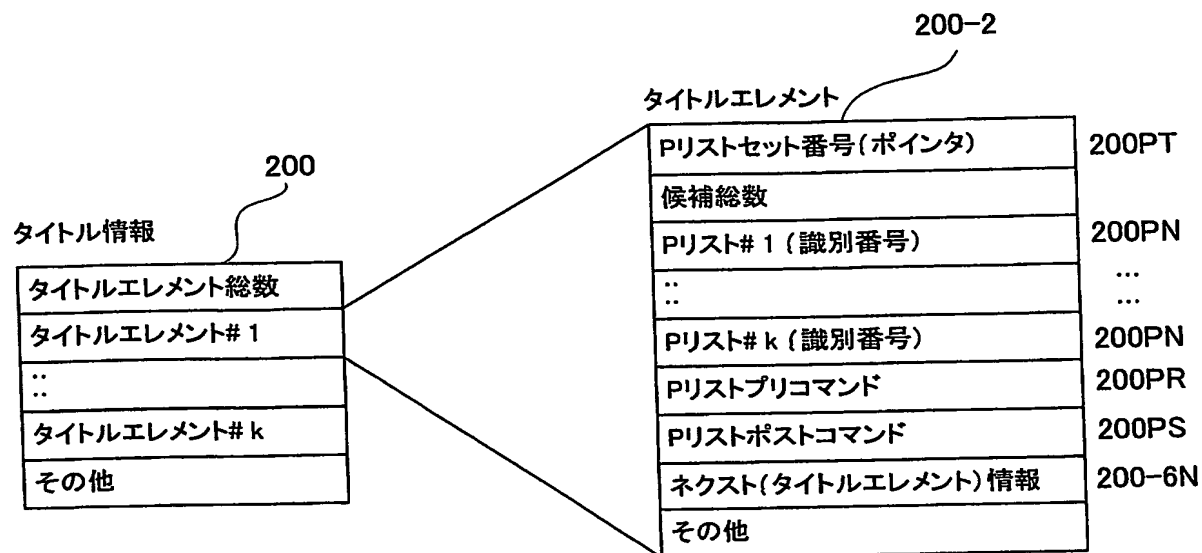 200-2
タイトルエレメント
Pリストセット番号(ポインタ) 200PT
候補総数
Pリスト#1(識別番号) 200PN
:: ...
...
Pリスト#k(識別番号) 200PN
Pリストプリコマンド 200PR
Pリストポストコマンド 200PS
ネクスト(タイトルエレメント)情報 200-6N
その他
200
タイトル情報
タイトルエレメント総数
タイトルエレメント#1
::
タイトルエレメント#k
その他